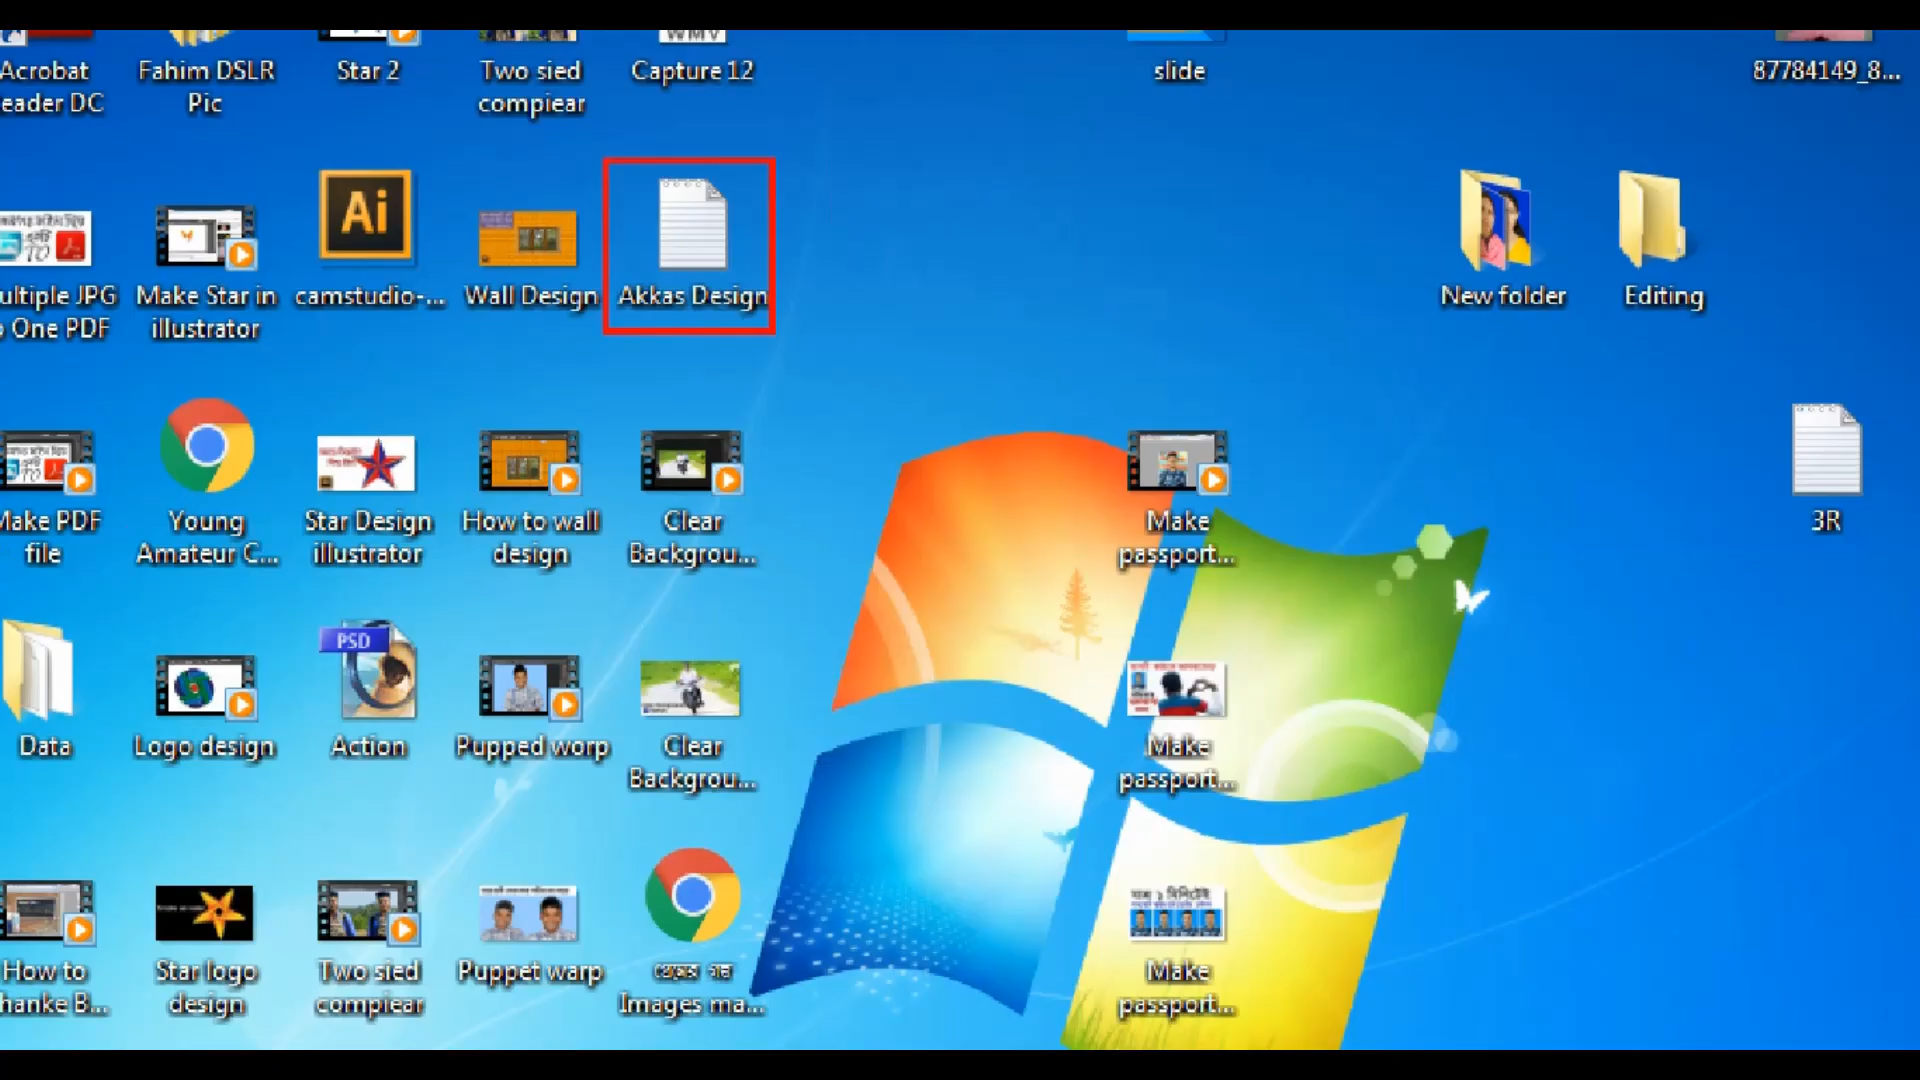 WMV
Acrobat
eader DC
Fahim DSLR
Pic
Star 2
Two sied
compiear
Capture 12
slide
87784149_8...
TO
ultiple JPG
One PDF
Make Star in
illustrator
Ai
camstudio-...
Wall Design
Akkas Design
New folder
Editing
Make PDF
file
Young
Amateur C...
Star Design
illustrator
How to wall
design
Clear
Backgrou...
Make
passport...
3R
Data
Logo design
PSD
Action
Pupped worp
Clear
Backgrou...
Make
passport...
How to
hanke B...
Star logo
design
Two sied
compiear
Puppet warp
Images ma...
Make
passport...